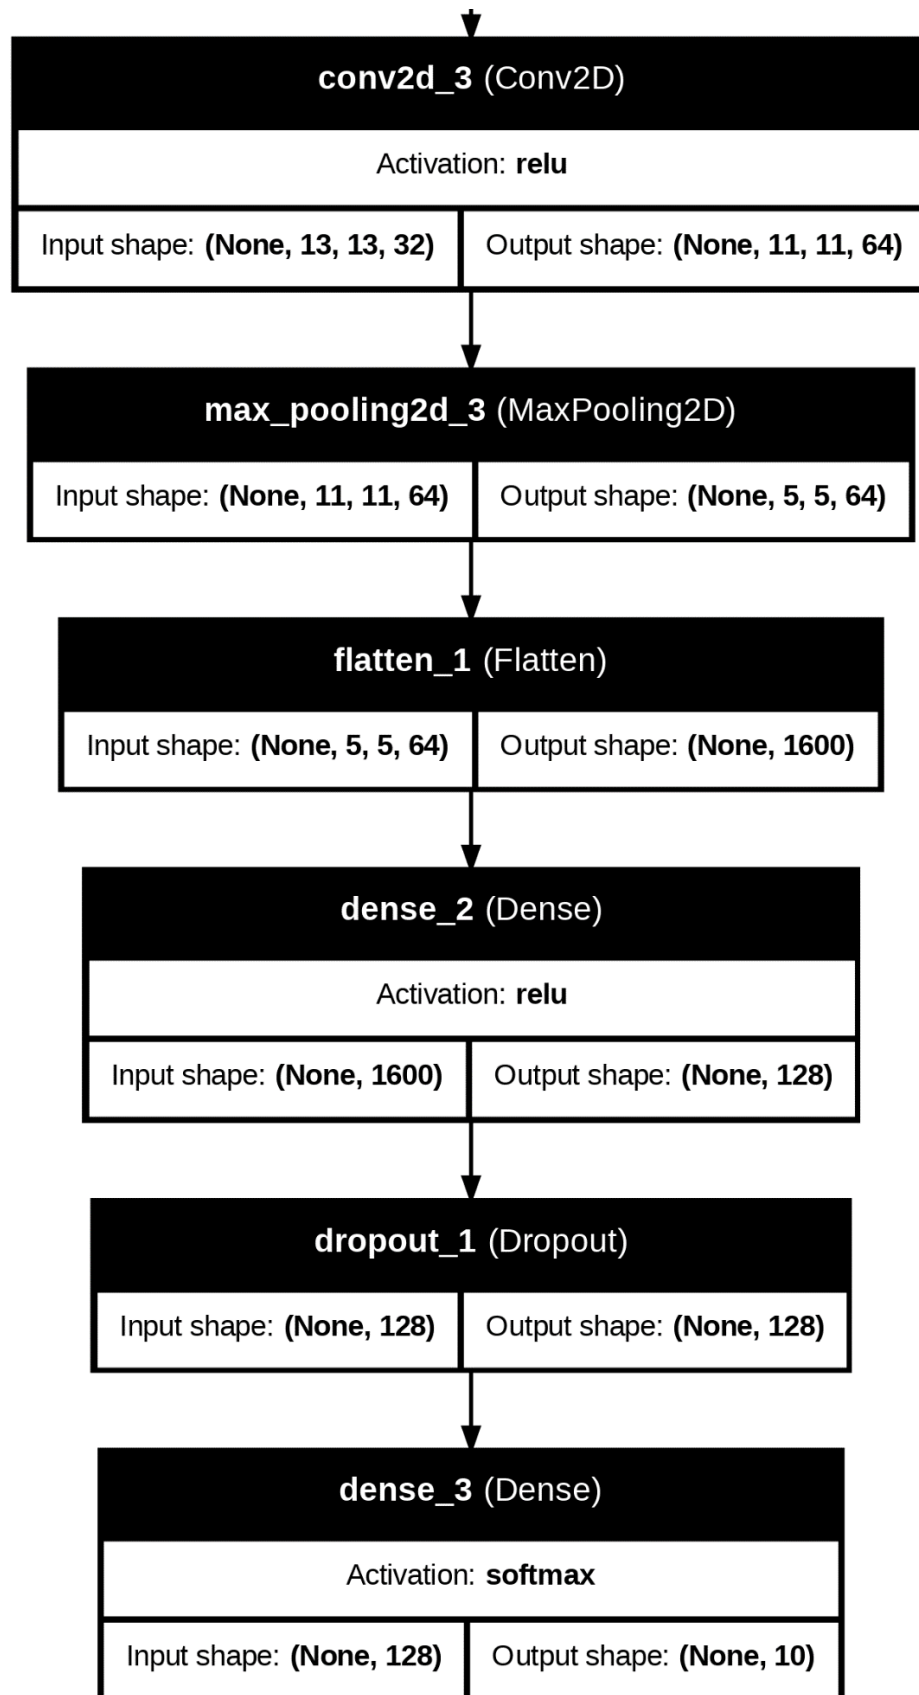 conv2d_3 (Conv2D)
Activation: relu
Input shape: (None, 13, 13, 32) Output shape: (None, 11, 11, 64)
max_pooling2d_3 (MaxPooling2D)
Input shape: (None, 11, 11, 64) Output shape: (None, 5, 5, 64)
flatten_1 (Flatten)
Input shape: (None, 5, 5, 64) Output shape: (None, 1600)
dense_2 (Dense)
Activation: relu
Input shape: (None, 1600) Output shape: (None, 128)
dropout_1 (Dropout)
Input shape: (None, 128) Output shape: (None, 128)
dense_3 (Dense)
Activation: softmax
Input shape: (None, 128) Output shape: (None, 10)